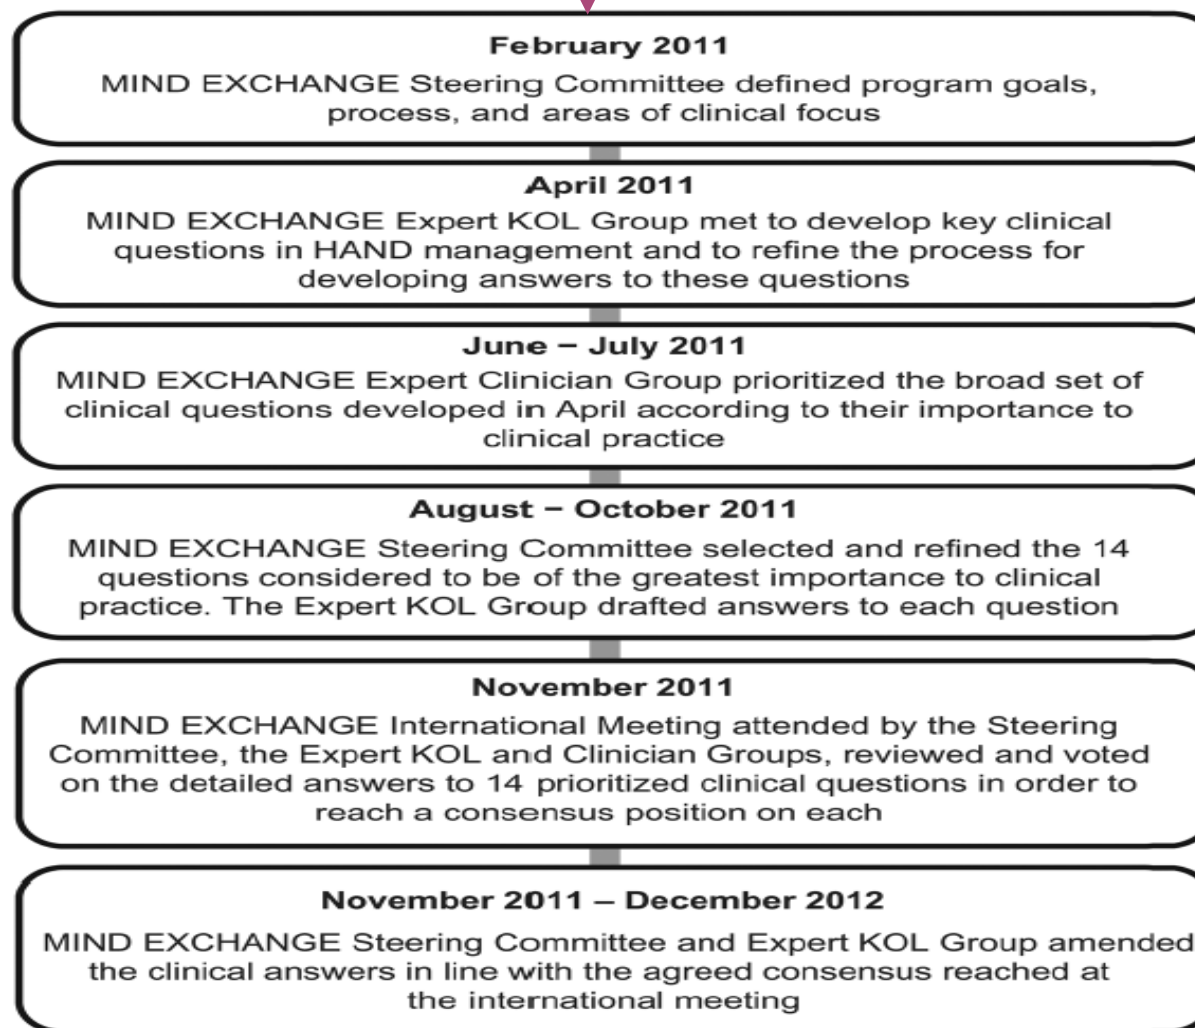 February 2011
MIND EXCHANGE Steering Committee defined program goals,
process, and areas of clinical focus
April 2011
MIND EXCHANGE Expert KOL Group met to develop key clinical
questions in HAND management and to refine the process for
developing answers to these questions
June – July 2011
MIND EXCHANGE Expert Clinician Group prioritized the broad set of
clinical questions developed in April according to their importance to
clinical practice
August – October 2011
MIND EXCHANGE Steering Committee selected and refined the 14
questions considered to be of the greatest importance to clinical
practice. The Expert KOL Group drafted answers to each question
November 2011
MIND EXCHANGE International Meeting attended by the Steering
Committee, the Expert KOL and Clinician Groups, reviewed and voted
on the detailed answers to 14 prioritized clinical questions in order to
reach a consensus position on each
November 2011 – December 2012
MIND EXCHANGE Steering Committee and Expert KOL Group amended
the clinical answers in line with the agreed consensus reached at
the international meeting